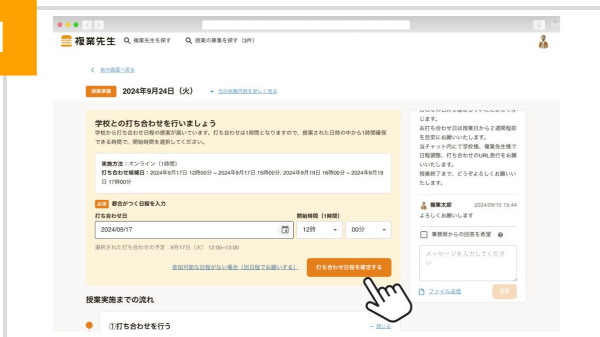 複業先生 複業先生を探す 授業の募集を探す（3件）
前の画面へ戻る
授業準備 2024年9月24日（火） + 元の依頼内容を詳しく見る
学校との打ち合わせを行いましょう
学校から打ち合わせ日程の提案が届いています。打ち合わせは1時間となりますので、提案された日時の中から1時間確保
できる時間で、開始時間を選択してください。
実施方法：オンライン（1時間）
打ち合わせ候補日：2024年9月17日 12時00分 ~ 2024年9月17日 15時00分, 2024年9月19日 16時00分 ~ 2024年9月19
日 17時00分
必須 都合がつく日程を入力
打ち合わせ日 開始時間（1時間）
2024/09/17 12時 00分
選択された打ち合わせの予定：9月17日（火） 12:00~13:00
参加可能な日程がない場合（別日程でお願いする） 打ち合わせ日程を確定する
授業実施までの流れ
①打ち合わせを行う − 閉じる
じます。
お打ち合わせ日は授業日から2週間程前
を目安にお願いいたします。
当チャット内にて学校様、複業先生様で
日程調整、打ち合わせのURL発行をお願
いいたします。
授業終了まで、どうぞよろしくお願いい
たします。
複業太郎 2024/09/10 15:44
よろしくお願いします
事務局からの回答を希望
メッセージを入力してくださ
い
ファイル送信 送信